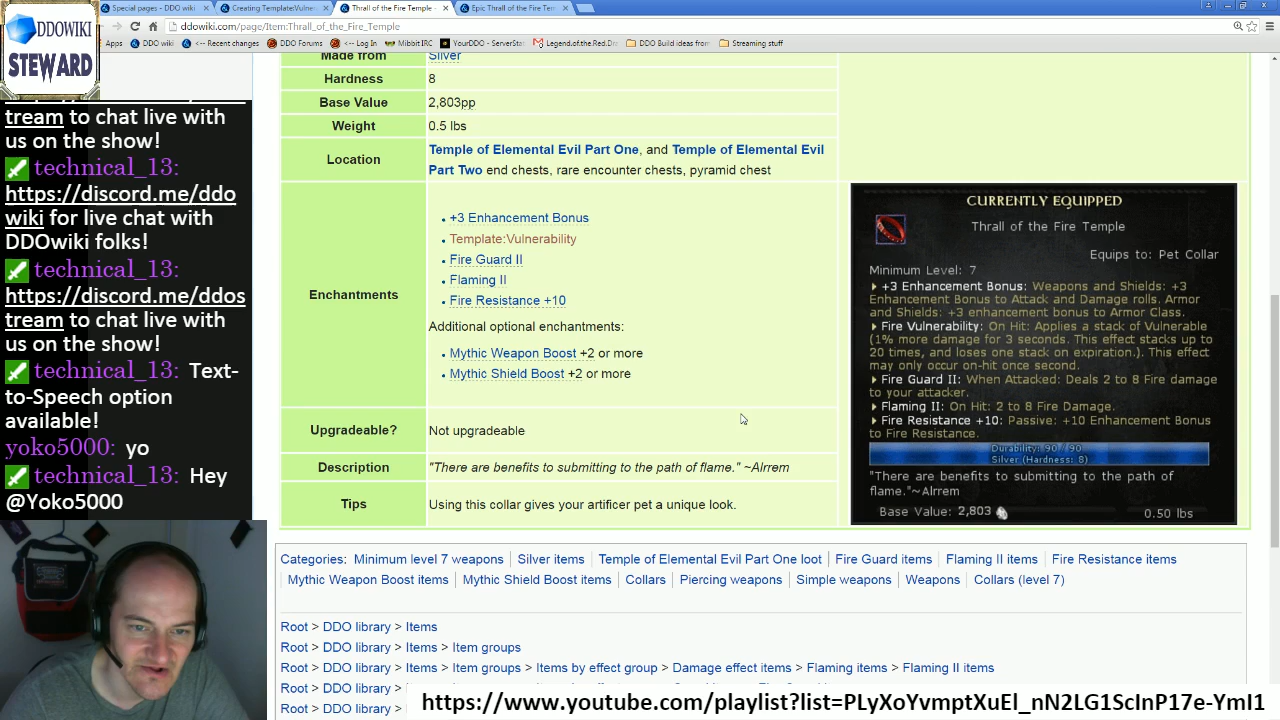 Special pages - DDO wiki
Creating Template:Vulne
Thrall of the Fire Temple -
Epic Thrall of the Fire Tem
ddowiki.com/page/Item:Thrall_of_the_Fire_Temple
Apps
DDO wiki
<- Recent changes
DDO Forums
<- Log In
Mibbit IRC
YourDDO - ServerSta
Legend.of.the.Red.Dra
DDO Build ideas from
Streaming stuff
DDOWIKI
STEWARD
tream to chat live with
us on the show!
technical_13:
https://discord.me/ddo
wiki for live chat with
DDOwiki folks!
technical_13:
https://discord.me/ddos
tream to chat live with
us on the show!
technical_13: Text-
to-Speech option
available!
yoko5000: yo
technical_13: Hey
@Yoko5000
Made from Silver
Hardness 8
Base Value 2,803pp
Weight 0.5 lbs
Location Temple of Elemental Evil Part One, and Temple of Elemental Evil
Part Two end chests, rare encounter chests, pyramid chest
Enchantments
+3 Enhancement Bonus
Template:Vulnerability
Fire Guard II
Flaming II
Fire Resistance +10
Additional optional enchantments:
Mythic Weapon Boost +2 or more
Mythic Shield Boost +2 or more
Upgradeable? Not upgradeable
Description "There are benefits to submitting to the path of flame." ~Alrrem
Tips Using this collar gives your artificer pet a unique look.
CURRENTLY EQUIPPED
Thrall of the Fire Temple
Equips to: Pet Collar
Minimum Level: 7
+3 Enhancement Bonus: Weapons and Shields: +3
Enhancement Bonus to Attack and Damage rolls. Armor
and Shields: +3 enhancement bonus to Armor Class.
Fire Vulnerability: On Hit: Applies a stack of Vulnerable
(1% more damage for 3 seconds. This effect stacks up to
20 times, and loses one stack on expiration.). This effect
may only occur on-hit once second.
Fire Guard II: When Attacked: Deals 2 to 8 Fire damage
to your attacker.
Flaming II: On Hit: 2 to 8 Fire Damage.
Fire Resistance +10: Passive: +10 Enhancement Bonus
to Fire Resistance.
Durability: 90 / 90
Silver (Hardness: 8)
"There are benefits to submitting to the path of
flame."~Alrrem
Base Value: 2,803
0.50 lbs
Categories: Minimum level 7 weapons | Silver items | Temple of Elemental Evil Part One loot | Fire Guard items | Flaming II items | Fire Resistance items
| Mythic Weapon Boost items | Mythic Shield Boost items | Collars | Piercing weapons | Simple weapons | Weapons | Collars (level 7)
Root > DDO library > Items
Root > DDO library > Items > Item groups
Root > DDO library > Items > Item groups > Items by effect group > Damage effect items > Flaming items > Flaming II items
Root > DDO library > Items
Root > DDO library
https://www.youtube.com/playlist?list=PLyXoYvmptXuEl_nN2LG1ScInP17e-YmI1